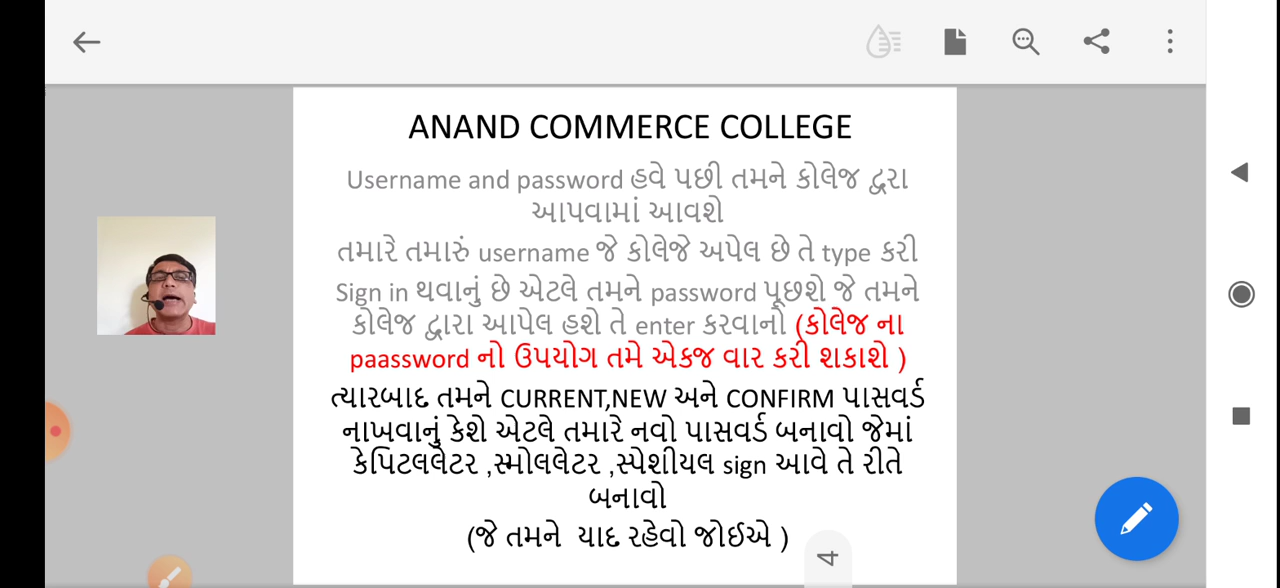 ANAND COMMERCE COLLEGE
Username and password હવે પછી તમને કોલેજ દ્વરા
આપવામાં આવશે
તમારે તમારું username જે કોલેજે અપેલ છે તે type કરી
Sign in થવાનું છે એટલે તમને password પૂછશે જે તમને
કોલેજ દ્વારા આપેલ હશે તે enter કરવાનો (કોલેજ ના
paassword નો ઉપયોગ તમે એકજ વાર કરી શકાશે )
ત્યારબાદ તમને CURRENT,NEW અને CONFIRM પાસવર્ડ
નાખવાનું કેશે એટલે તમારે નવો પાસવર્ડ બનાવો જેમાં
કેપિટલલેટર ,સ્મોલલેટર ,સ્પેશીયલ sign આવે તે રીતે
બનાવો
(જે તમને યાદ રહેવો જોઈએ )
4